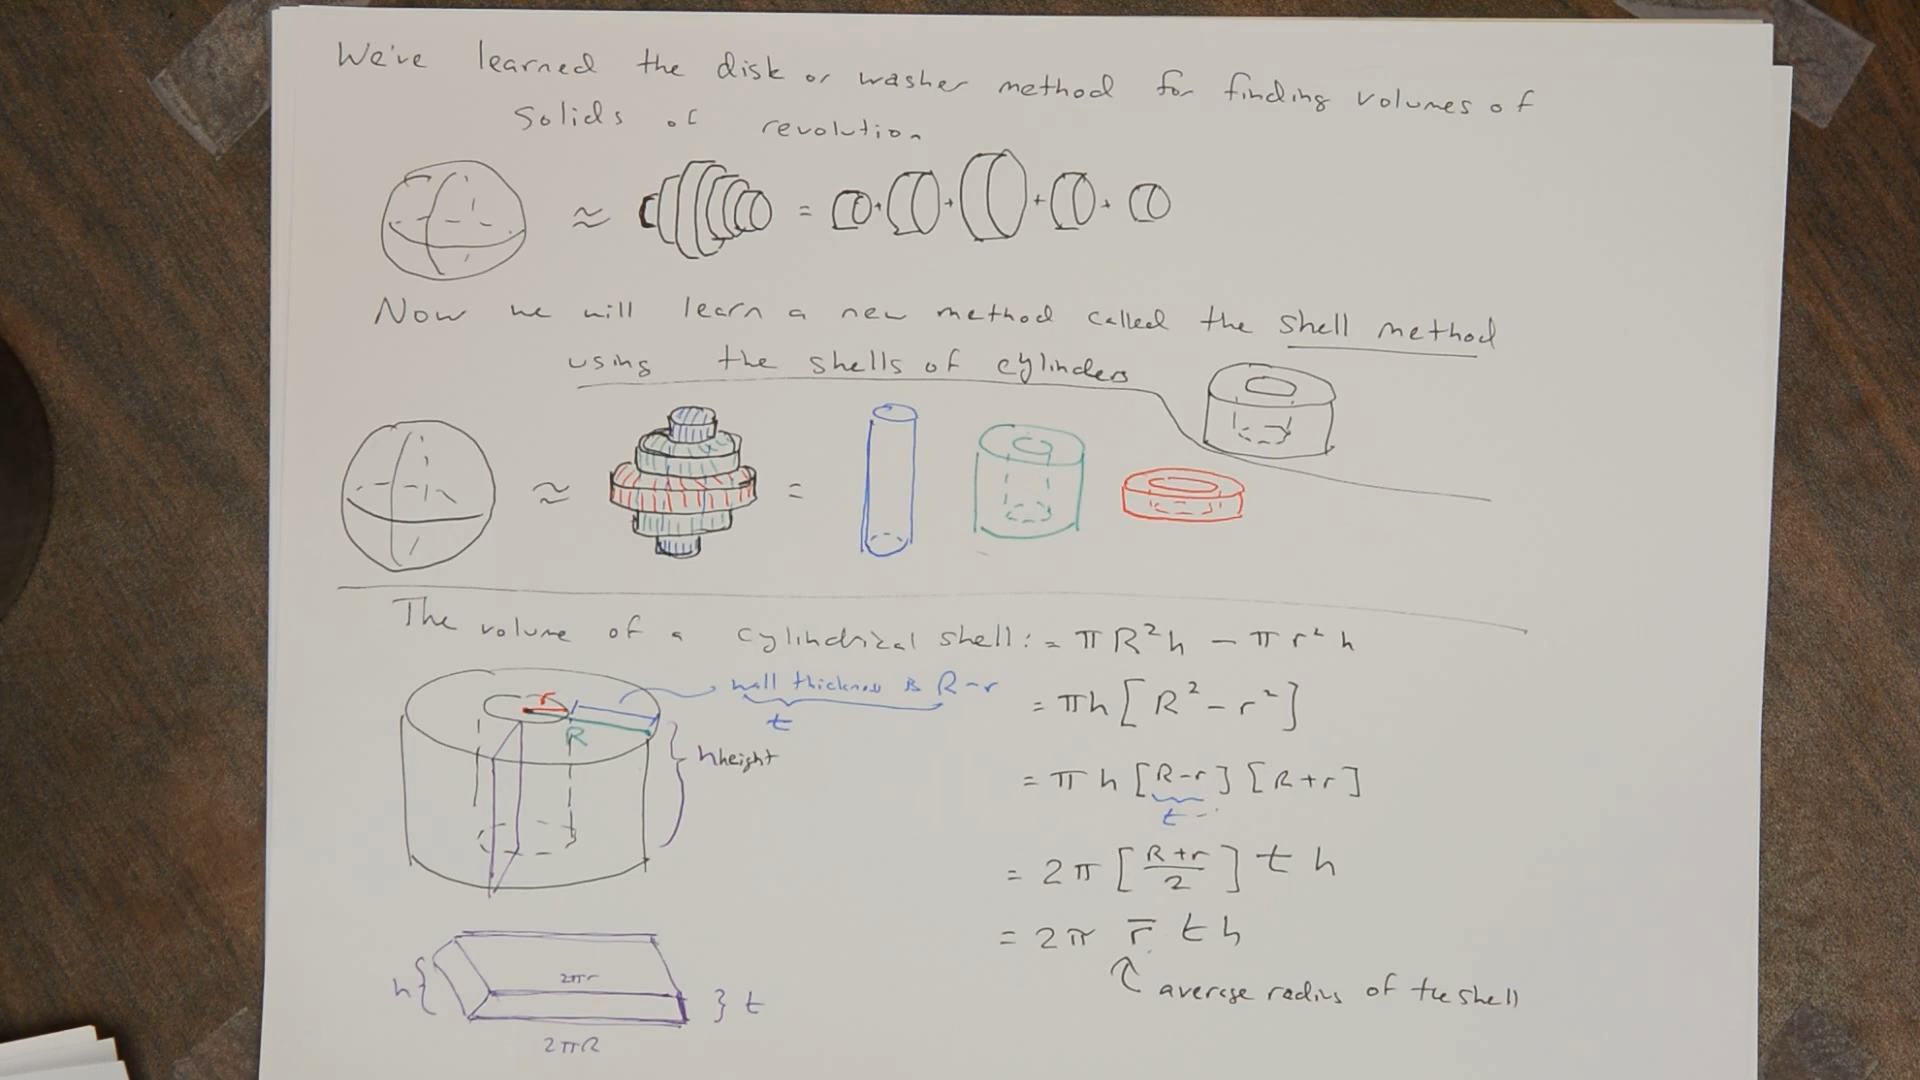 We've learned the disk or washer method for finding volumes of
solids of revolution
≈ = + + + +
Now we will learn a new method called the shell method
using the shells of cylinders
≈ =
The volume of a cylindrical shell: = πR²h - πr²h
r wall thickness is R-r
t
R
h height
= πh[R² - r²]
= πh[R-r][R+r]
t
= 2π[(R+r)/2] t h
= 2π r̄ t h
average radius of the shell
h 2πr t
2πR